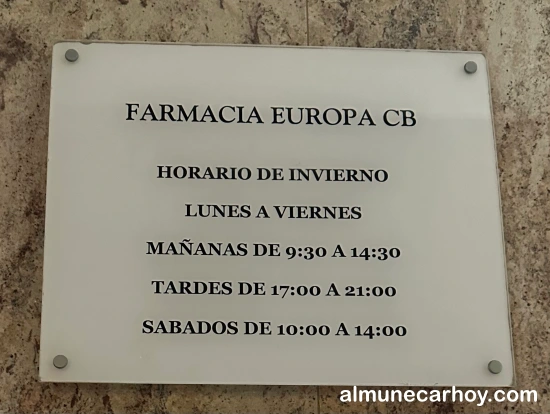 FARMACIA EUROPA CB
HORARIO DE INVIERNO
LUNES A VIERNES
MAÑANAS DE 9:30 A 14:30
TARDES DE 17:00 A 21:00
SABADOS DE 10:00 A 14:00
almunecarhoy.com